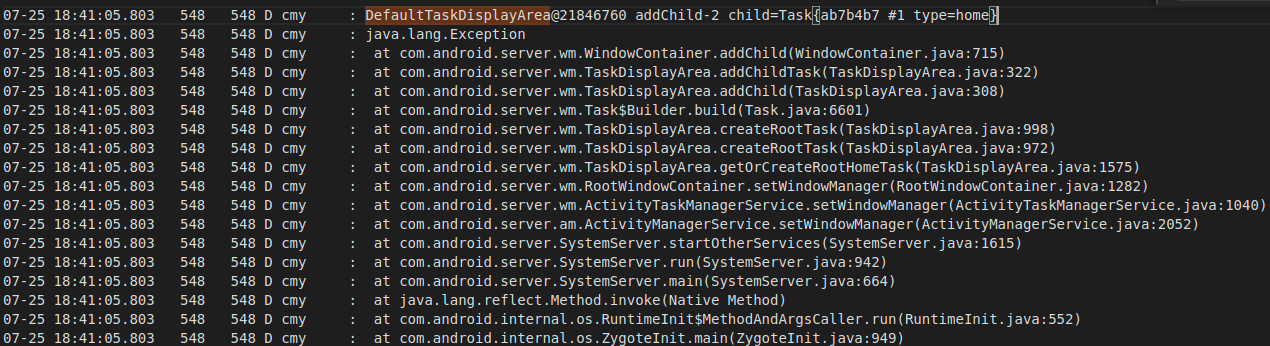 07-25 18:41:05.803 548 548 D cmy : DefaultTaskDisplayArea@21846760 addChild-2 child=Task{ab7b4b7 #1 type=home}
07-25 18:41:05.803 548 548 D cmy : java.lang.Exception
07-25 18:41:05.803 548 548 D cmy : at com.android.server.wm.WindowContainer.addChild(WindowContainer.java:715)
07-25 18:41:05.803 548 548 D cmy : at com.android.server.wm.TaskDisplayArea.addChildTask(TaskDisplayArea.java:322)
07-25 18:41:05.803 548 548 D cmy : at com.android.server.wm.TaskDisplayArea.addChild(TaskDisplayArea.java:308)
07-25 18:41:05.803 548 548 D cmy : at com.android.server.wm.Task$Builder.build(Task.java:6601)
07-25 18:41:05.803 548 548 D cmy : at com.android.server.wm.TaskDisplayArea.createRootTask(TaskDisplayArea.java:998)
07-25 18:41:05.803 548 548 D cmy : at com.android.server.wm.TaskDisplayArea.createRootTask(TaskDisplayArea.java:972)
07-25 18:41:05.803 548 548 D cmy : at com.android.server.wm.TaskDisplayArea.getOrCreateRootHomeTask(TaskDisplayArea.java:1575)
07-25 18:41:05.803 548 548 D cmy : at com.android.server.wm.RootWindowContainer.setWindowManager(RootWindowContainer.java:1282)
07-25 18:41:05.803 548 548 D cmy : at com.android.server.wm.ActivityTaskManagerService.setWindowManager(ActivityTaskManagerService.java:1040)
07-25 18:41:05.803 548 548 D cmy : at com.android.server.am.ActivityManagerService.setWindowManager(ActivityManagerService.java:2052)
07-25 18:41:05.803 548 548 D cmy : at com.android.server.SystemServer.startOtherServices(SystemServer.java:1615)
07-25 18:41:05.803 548 548 D cmy : at com.android.server.SystemServer.run(SystemServer.java:942)
07-25 18:41:05.803 548 548 D cmy : at com.android.server.SystemServer.main(SystemServer.java:664)
07-25 18:41:05.803 548 548 D cmy : at java.lang.reflect.Method.invoke(Native Method)
07-25 18:41:05.803 548 548 D cmy : at com.android.internal.os.RuntimeInit$MethodAndArgsCaller.run(RuntimeInit.java:552)
07-25 18:41:05.803 548 548 D cmy : at com.android.internal.os.ZygoteInit.main(ZygoteInit.java:949)